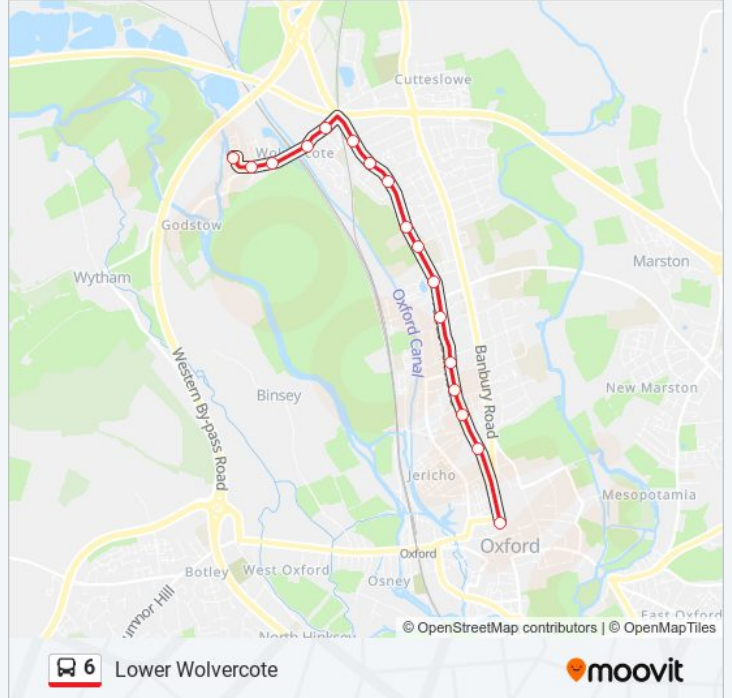 Cutteslowe
Wolvercote
Godstow
Marston
Wytham
Oxford Canal
Western By-pass Road
Banbury Road
Binsey
New Marston
Jericho
Mesopotamia
Oxford
Oxford
Botley
West Oxford
Osney
umnor Hill
East Oxford
North Hinksey
© OpenStreetMap contributors | © OpenMapTiles
6 Lower Wolvercote
moovit